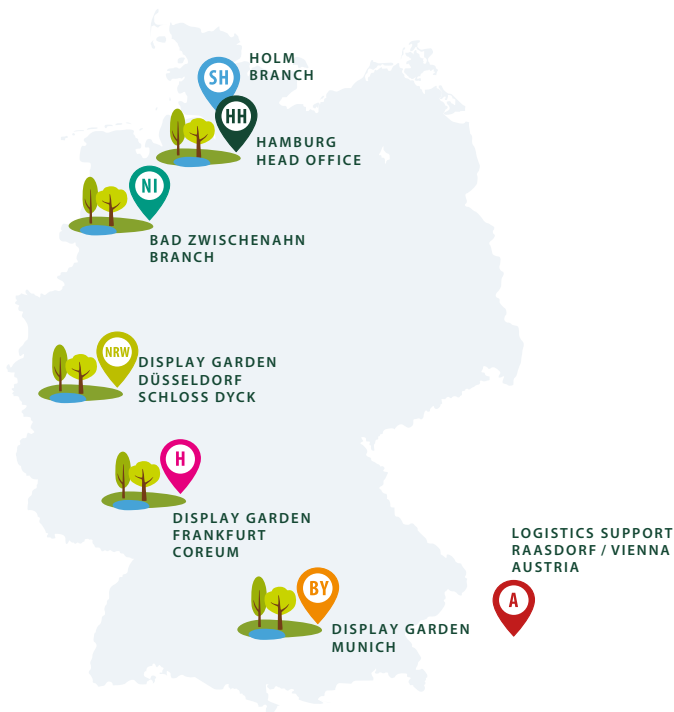 HOLM
BRANCH
SH
HH
HAMBURG
HEAD OFFICE
NI
BAD ZWISCHENAHN
BRANCH
NRW
DISPLAY GARDEN
DÜSSELDORF
SCHLOSS DYCK
H
DISPLAY GARDEN
FRANKFURT
COREUM
LOGISTICS SUPPORT
RAASDORF / VIENNA
AUSTRIA
A
BY
DISPLAY GARDEN
MUNICH